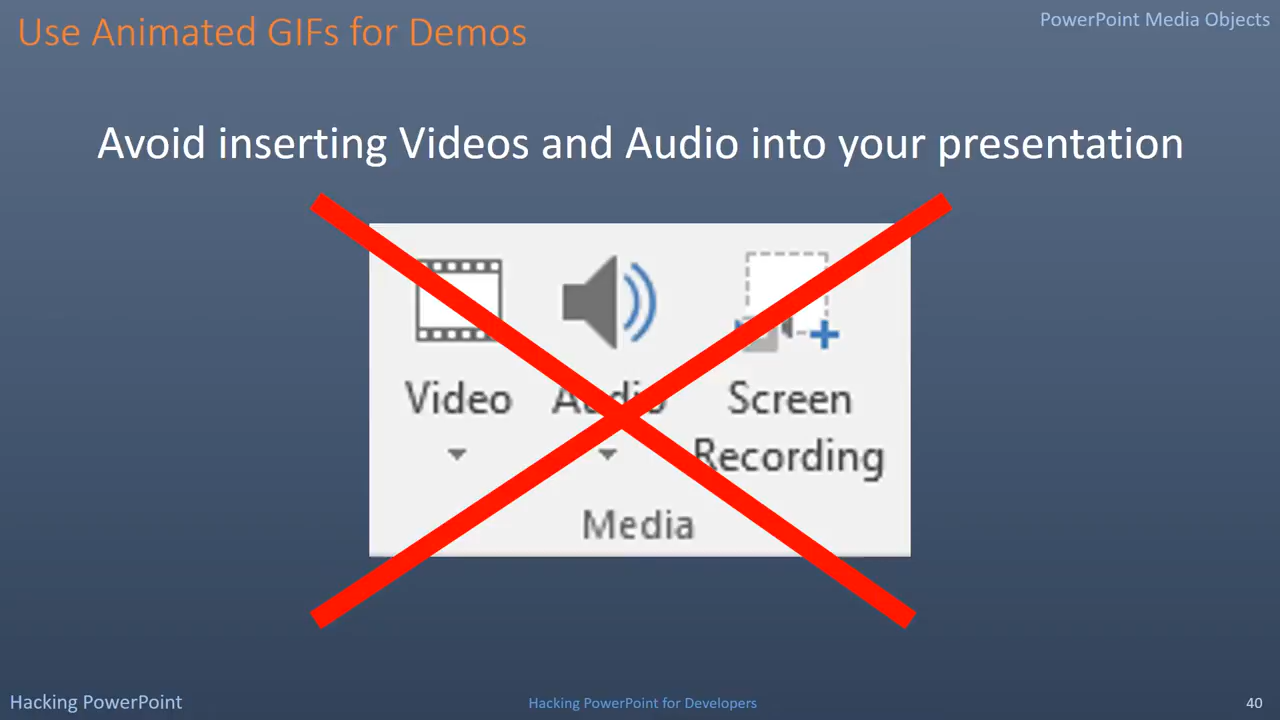 Use Animated GIFs for Demos
PowerPoint Media Objects
Avoid inserting Videos and Audio into your presentation
Video
Audio
Screen
Recording
Media
Hacking PowerPoint
Hacking PowerPoint for Developers
40